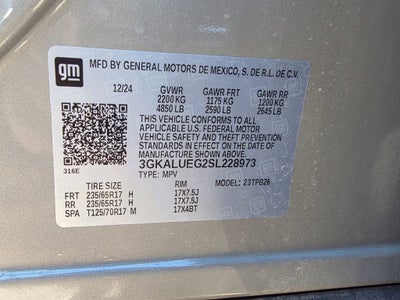 gm
MFD BY GENERAL MOTORS DE MEXICO, S. DE R.L. DE C.V.
12/24 GVWR GAWR FRT GAWR RR
2200 KG 1175 KG 1200 KG
4850 LB 2590 LB 2645 LB
THIS VEHICLE CONFORMS TO ALL
APPLICABLE U.S. FEDERAL MOTOR
VEHICLE SAFETY, BUMPER, AND THEFT
PREVENTION STANDARDS IN EFFECT ON
THE DATE OF MANUFACTURE SHOWN ABOVE.
3GKALUEG2SL228973
316E TYPE: MPV MODEL: 23TPB26
TIRE SIZE RIM
FRT 235/65R17 H 17X7.5J
RR 235/65R17 H 17X7.5J
SPA T125/70R17 M 17X4BT